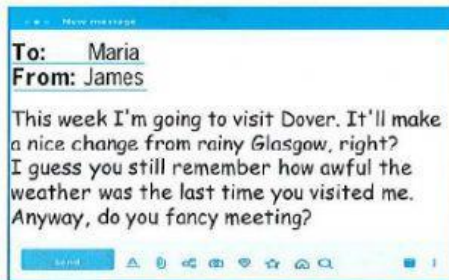 New message
To: Maria
From: James
This week I'm going to visit Dover. It'll make
a nice change from rainy Glasgow, right?
I guess you still remember how awful the
weather was the last time you visited me.
Anyway, do you fancy meeting?
send